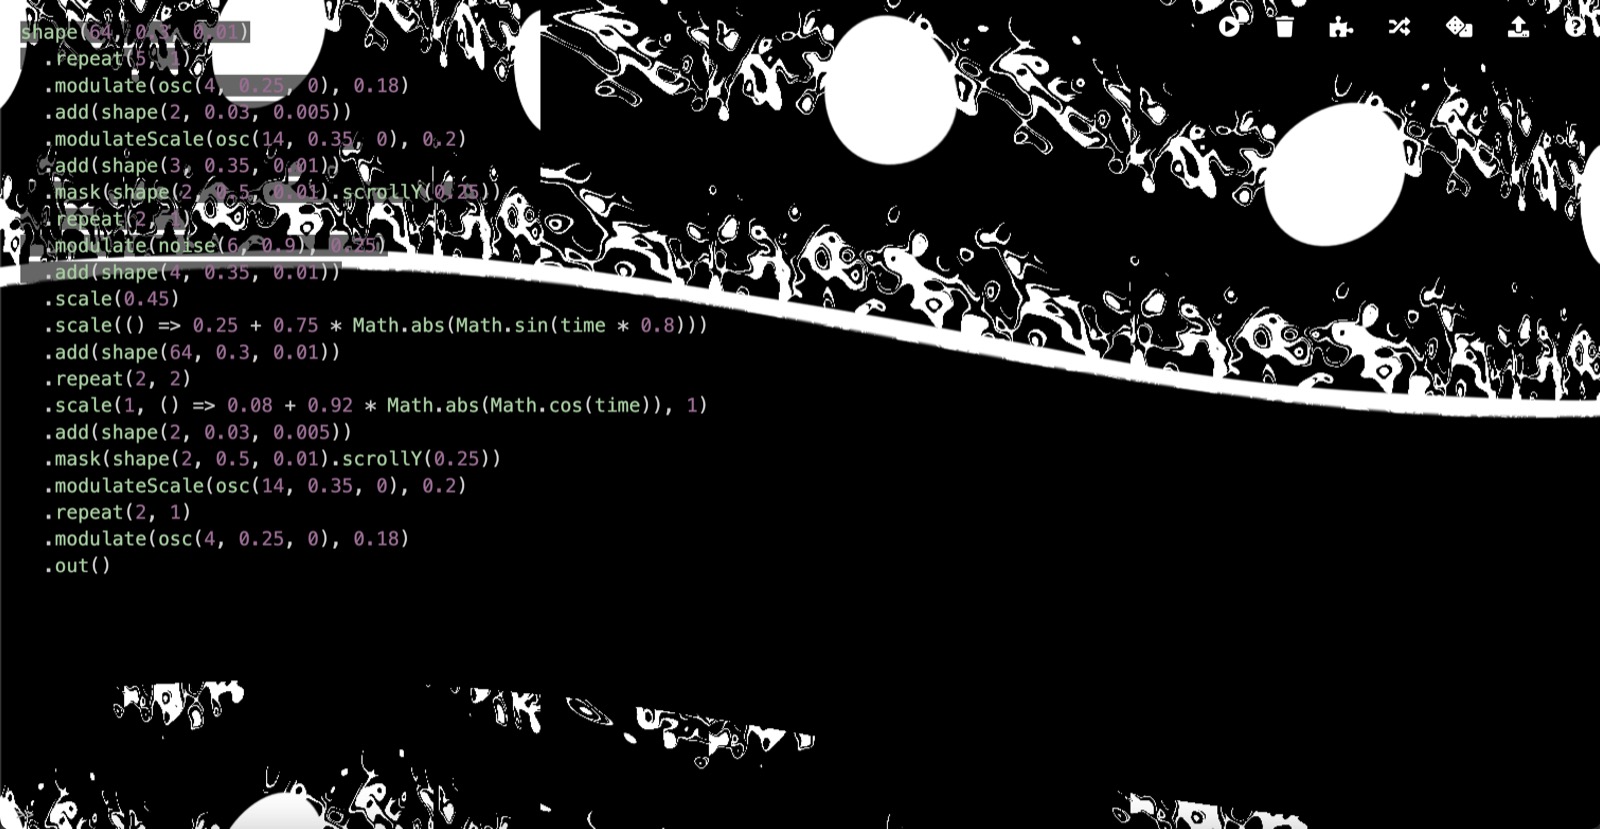 shape(64, 0.3, 0.01)
.repeat(5, 1)
.modulate(osc(4, 0.25, 0), 0.18)
.add(shape(2, 0.03, 0.005))
.modulateScale(osc(14, 0.35, 0), 0.2)
.add(shape(3, 0.35, 0.01))
.mask(shape(2, 0.5, 0.01).scrollY(0.25))
.repeat(2, 1)
.modulate(noise(6, 0.9), 0.25)
.add(shape(4, 0.35, 0.01))
.scale(0.45)
.scale(() => 0.25 + 0.75 * Math.abs(Math.sin(time * 0.8)))
.add(shape(64, 0.3, 0.01))
.repeat(2, 2)
.scale(1, () => 0.08 + 0.92 * Math.abs(Math.cos(time)), 1)
.add(shape(2, 0.03, 0.005))
.mask(shape(2, 0.5, 0.01).scrollY(0.25))
.modulateScale(osc(14, 0.35, 0), 0.2)
.repeat(2, 1)
.modulate(osc(4, 0.25, 0), 0.18)
.out()